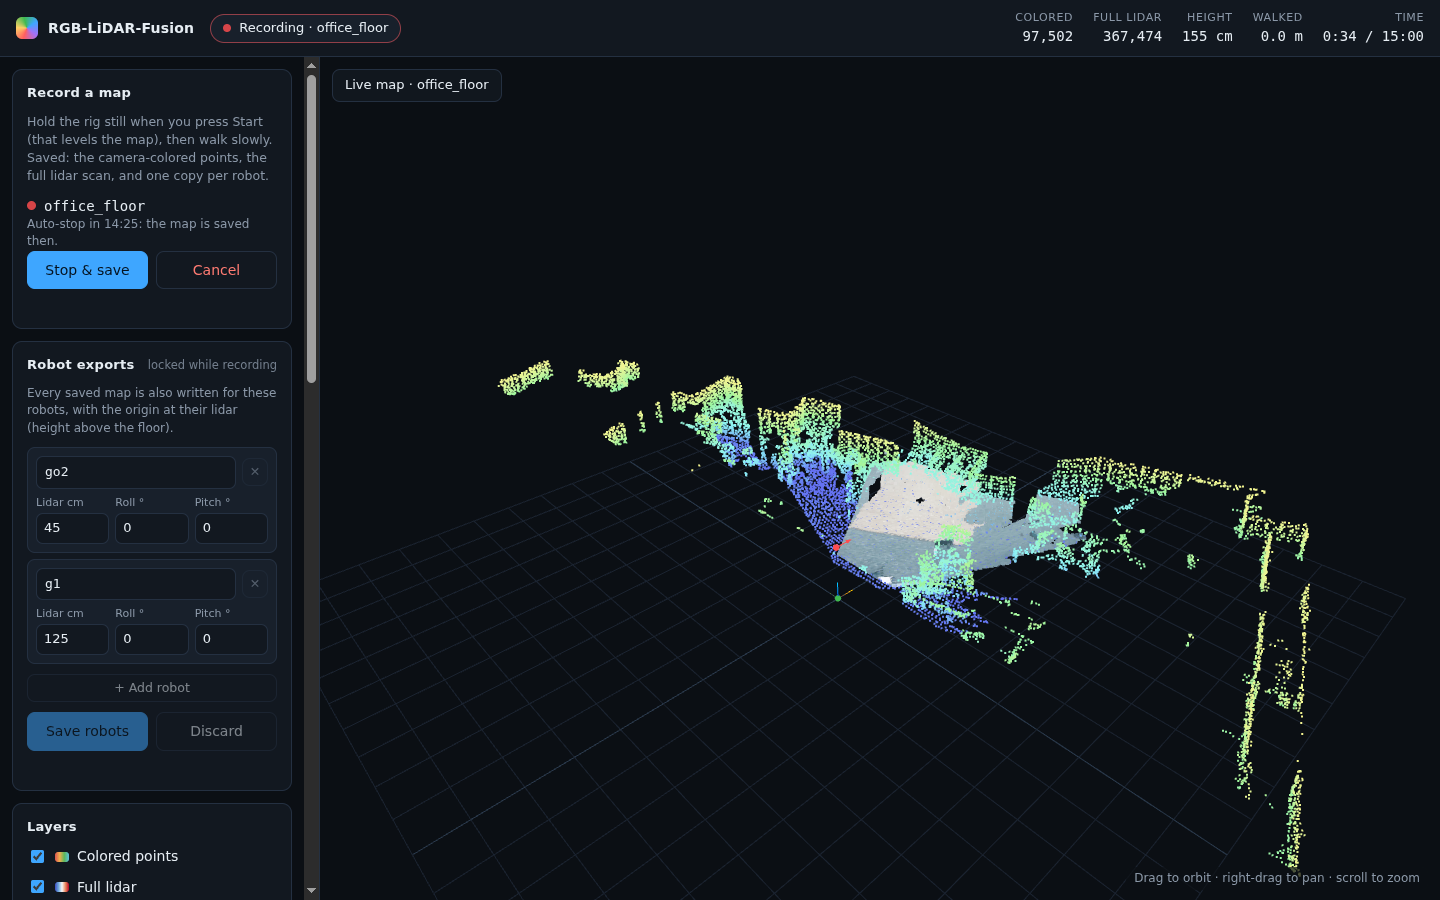 RGB-LiDAR-Fusion
Recording · office_floor
COLORED
97,502
FULL LIDAR
367,474
HEIGHT
155 cm
WALKED
0.0 m
TIME
0:34 / 15:00
Record a map
Hold the rig still when you press Start
(that levels the map), then walk slowly.
Saved: the camera-colored points, the
full lidar scan, and one copy per robot.
office_floor
Auto-stop in 14:25: the map is saved
then.
Stop & save
Cancel
Robot exports
locked while recording
Every saved map is also written for these
robots, with the origin at their lidar
(height above the floor).
go2
×
Lidar cm
Roll °
Pitch °
45
0
0
g1
×
Lidar cm
Roll °
Pitch °
125
0
0
+ Add robot
Save robots
Discard
Layers
Colored points
Full lidar
Live map · office_floor
Drag to orbit · right-drag to pan · scroll to zoom